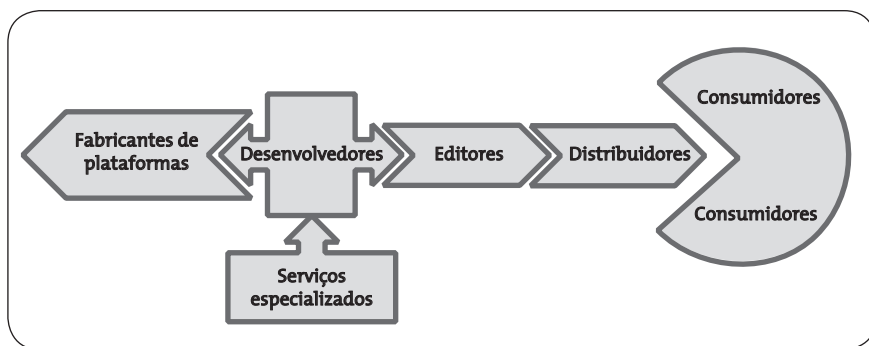 Fabricantes de
plataformas
Desenvolvedores
Editores
Distribuidores
Consumidores
Consumidores
Serviços
especializados